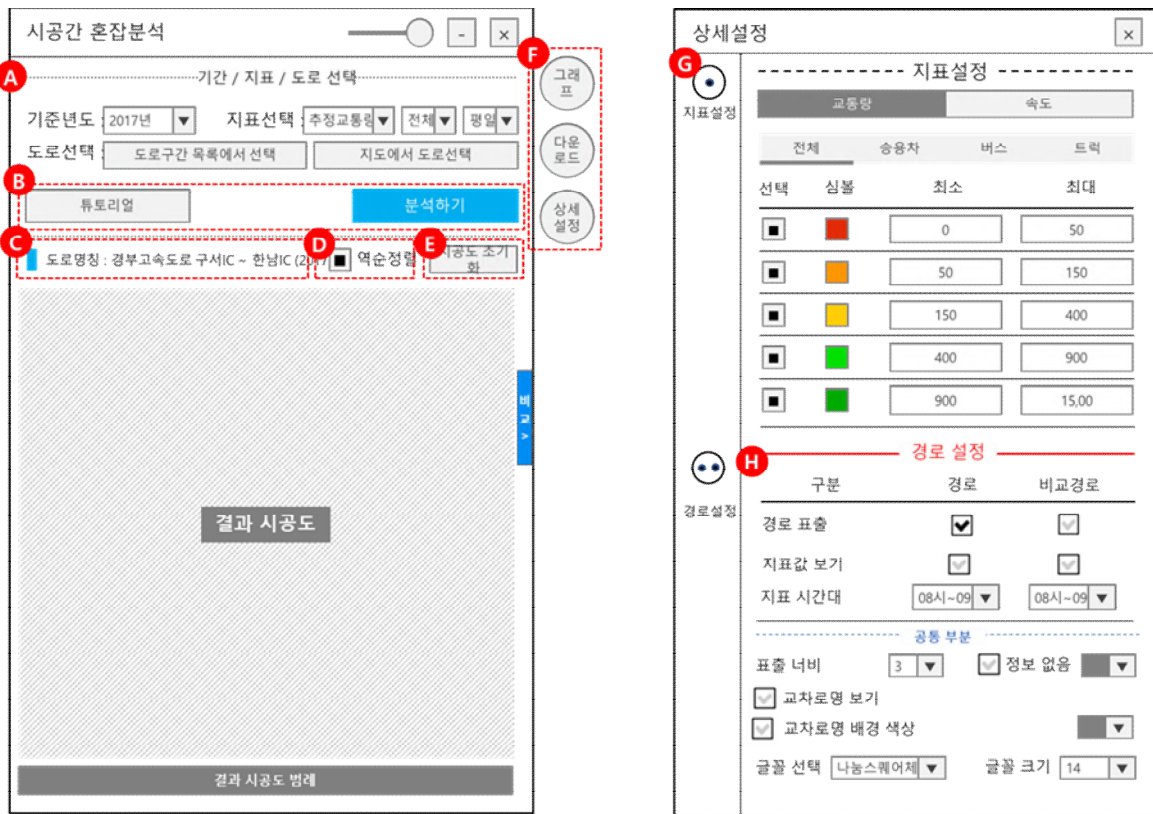 시공간 혼잡분석
-
×
A
기간 / 지표 / 도로 선택
기준년도 : 2017년 ▼ 지표선택 : 추정교통량 ▼ 전체 ▼ 평일 ▼
도로선택 : 도로구간 목록에서 선택 지도에서 도로선택
B
튜토리얼 분석하기
C
도로명칭 : 경부고속도로 구서IC ~ 한남IC (2017
D
역순정렬
E
시공도 초기
화
결과 시공도
비교 >
결과 시공도 범례
F
그래
프
다운
로드
상세
설정
상세설정
×
G
지표설정
지표설정
교통량 속도
전체 승용차 버스 트럭
선택 심볼 최소 최대
0 50
50 150
150 400
400 900
900 15,00
경로설정
H
경로 설정
구분 경로 비교경로
경로 표출
지표값 보기
지표 시간대 08시~09 ▼ 08시~09 ▼
공통 부분
표출 너비 3 ▼ 정보 없음 ▼
교차로명 보기
교차로명 배경 색상 ▼
글꼴 선택 나눔스퀘어체 ▼ 글꼴 크기 14 ▼